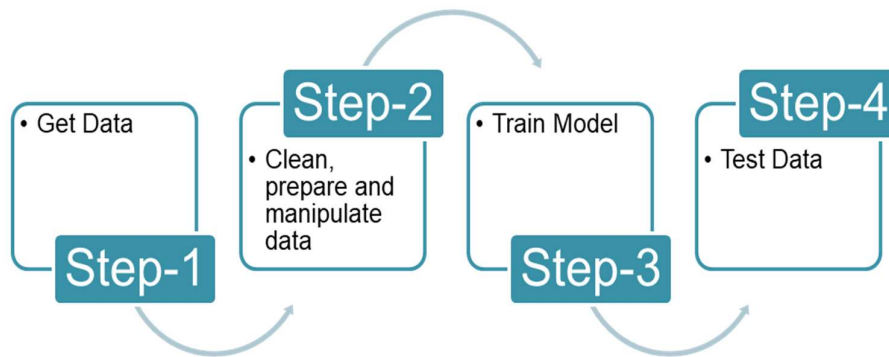 • Get Data
Step-1
Step-2
• Clean,
prepare and
manipulate
data
• Train Model
Step-3
Step-4
• Test Data